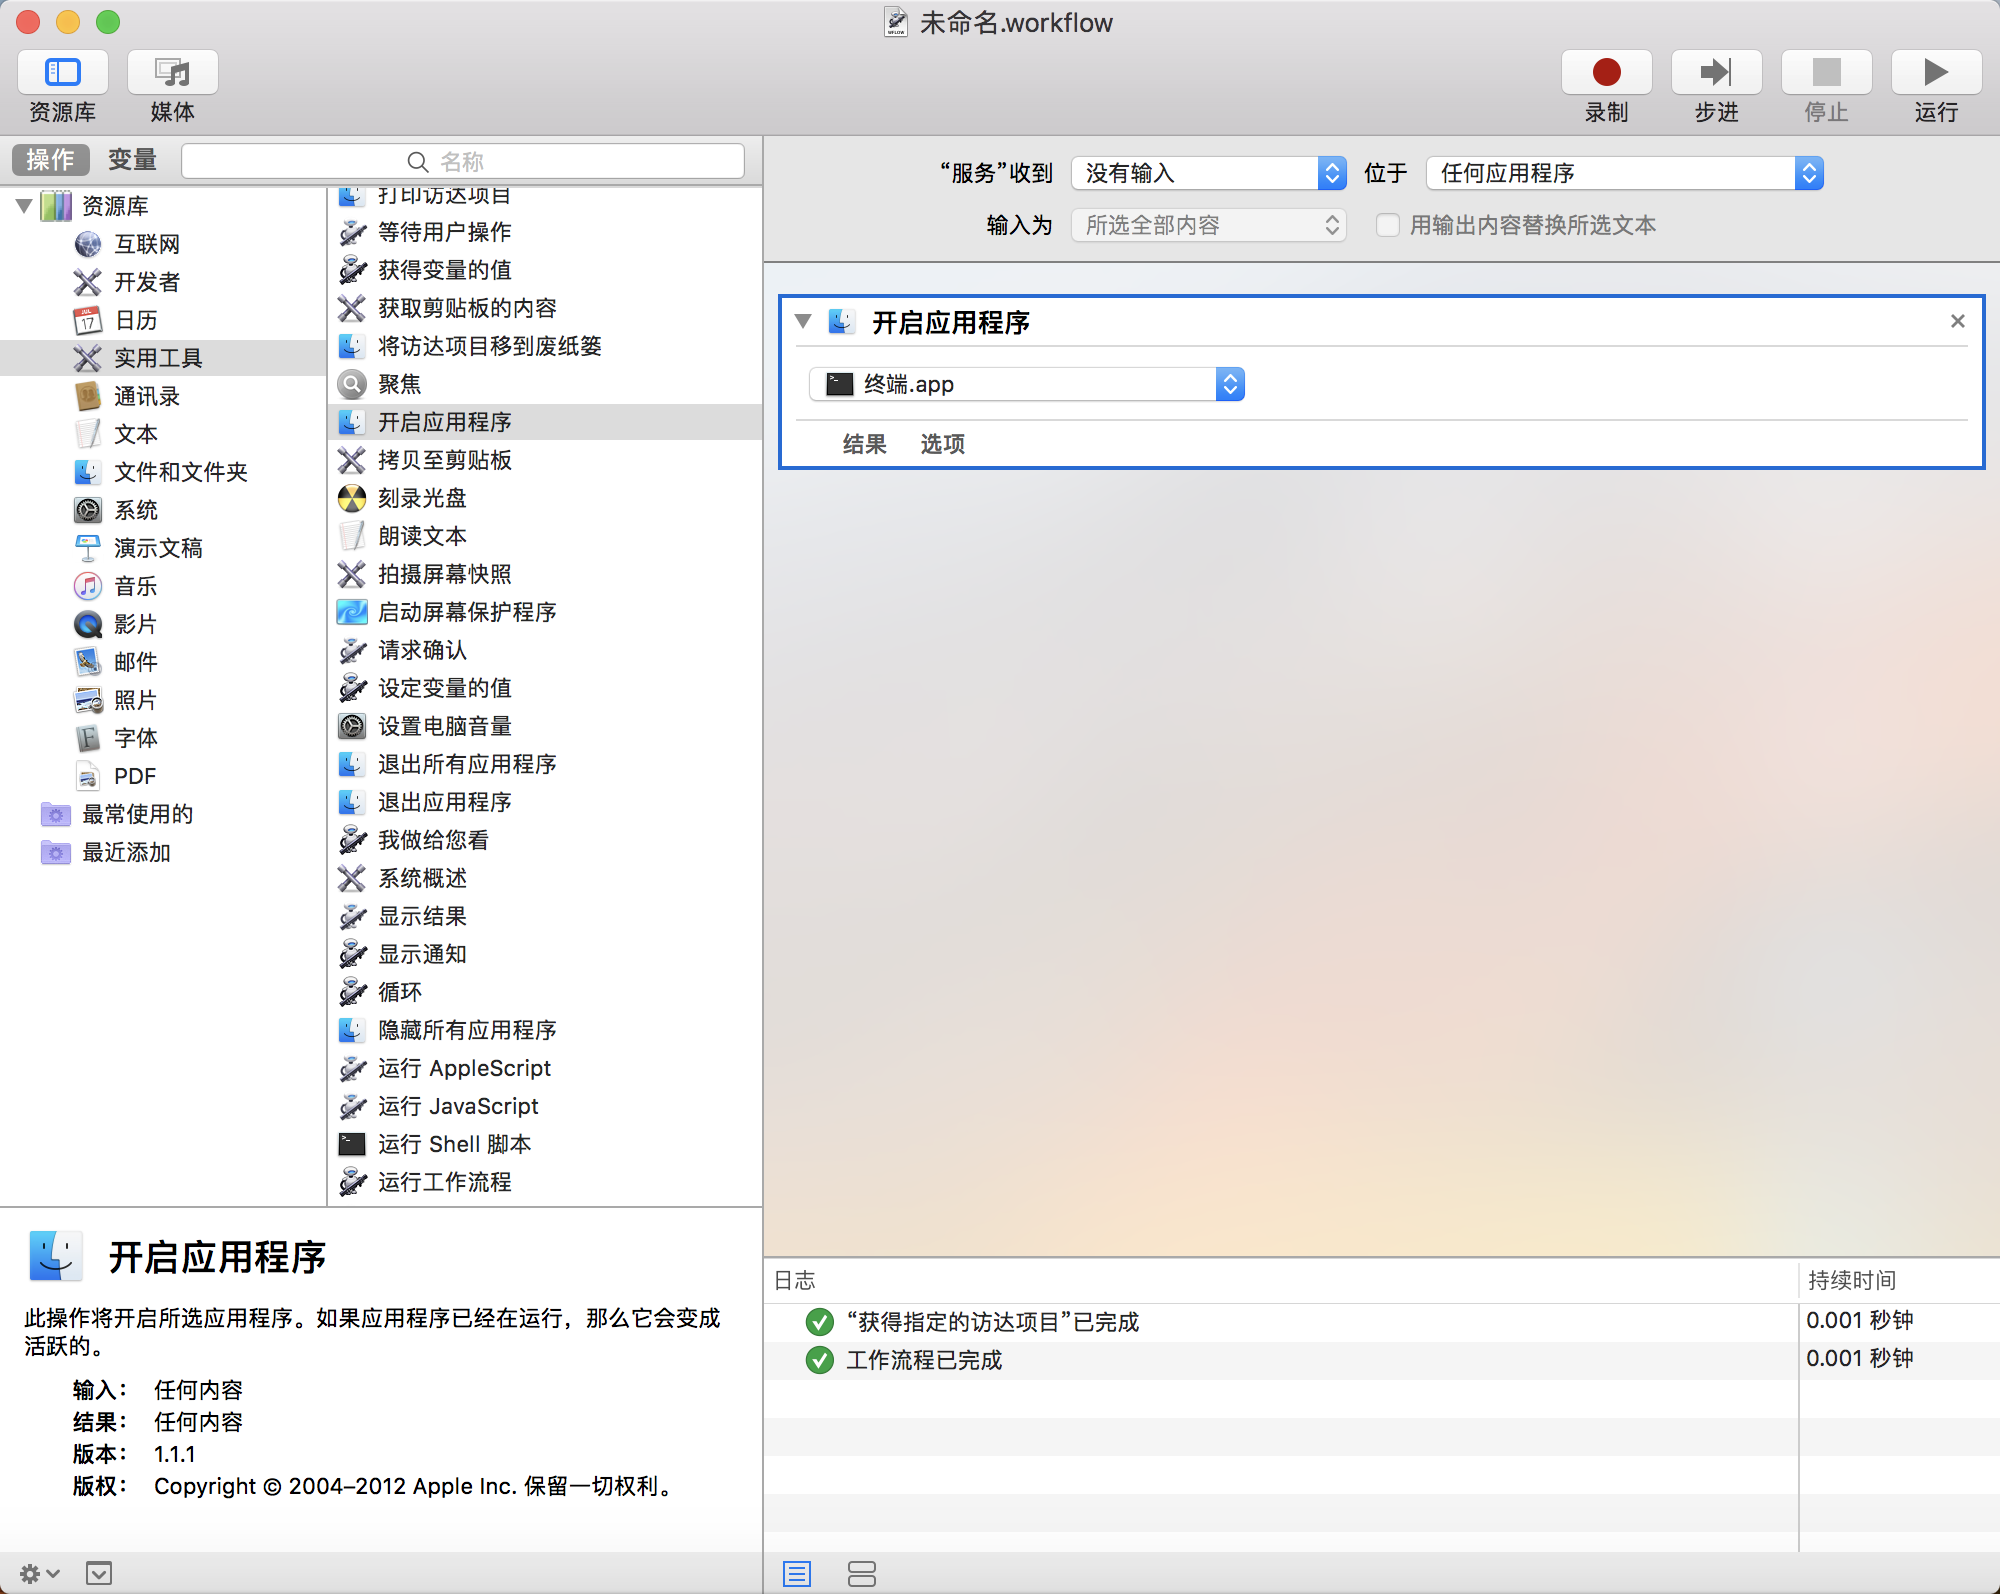 未命名.workflow
资源库
媒体
录制
步进
停止
运行
操作
变量
名称
资源库
互联网
开发者
JUL
17
日历
实用工具
通讯录
文本
文件和文件夹
系统
演示文稿
音乐
影片
邮件
照片
字体
PDF
最常使用的
最近添加
打印访达项目
等待用户操作
获得变量的值
获取剪贴板的内容
将访达项目移到废纸篓
聚焦
开启应用程序
拷贝至剪贴板
刻录光盘
朗读文本
拍摄屏幕快照
启动屏幕保护程序
请求确认
设定变量的值
设置电脑音量
退出所有应用程序
退出应用程序
我做给您看
系统概述
显示结果
显示通知
循环
隐藏所有应用程序
运行 AppleScript
运行 JavaScript
运行 Shell 脚本
运行工作流程
“服务”收到 没有输入 位于 任何应用程序
输入为 所选全部内容 用输出内容替换所选文本
开启应用程序
终端.app
结果 选项
开启应用程序
此操作将开启所选应用程序。如果应用程序已经在运行，那么它会变成
活跃的。
输入： 任何内容
结果： 任何内容
版本： 1.1.1
版权： Copyright © 2004–2012 Apple Inc. 保留一切权利。
日志 持续时间
“获得指定的访达项目”已完成 0.001 秒钟
工作流程已完成 0.001 秒钟